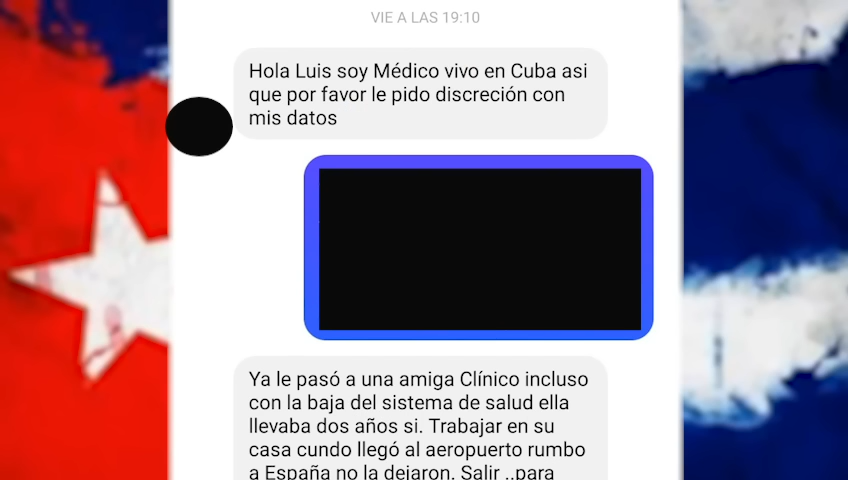 VIE A LAS 19:10
Hola Luis soy Médico vivo en Cuba asi
que por favor le pido discreción con
mis datos
Ya le pasó a una amiga Clínico incluso
con la baja del sistema de salud ella
llevaba dos años si. Trabajar en su
casa cundo llegó al aeropuerto rumbo
a España no la dejaron. Salir ..para